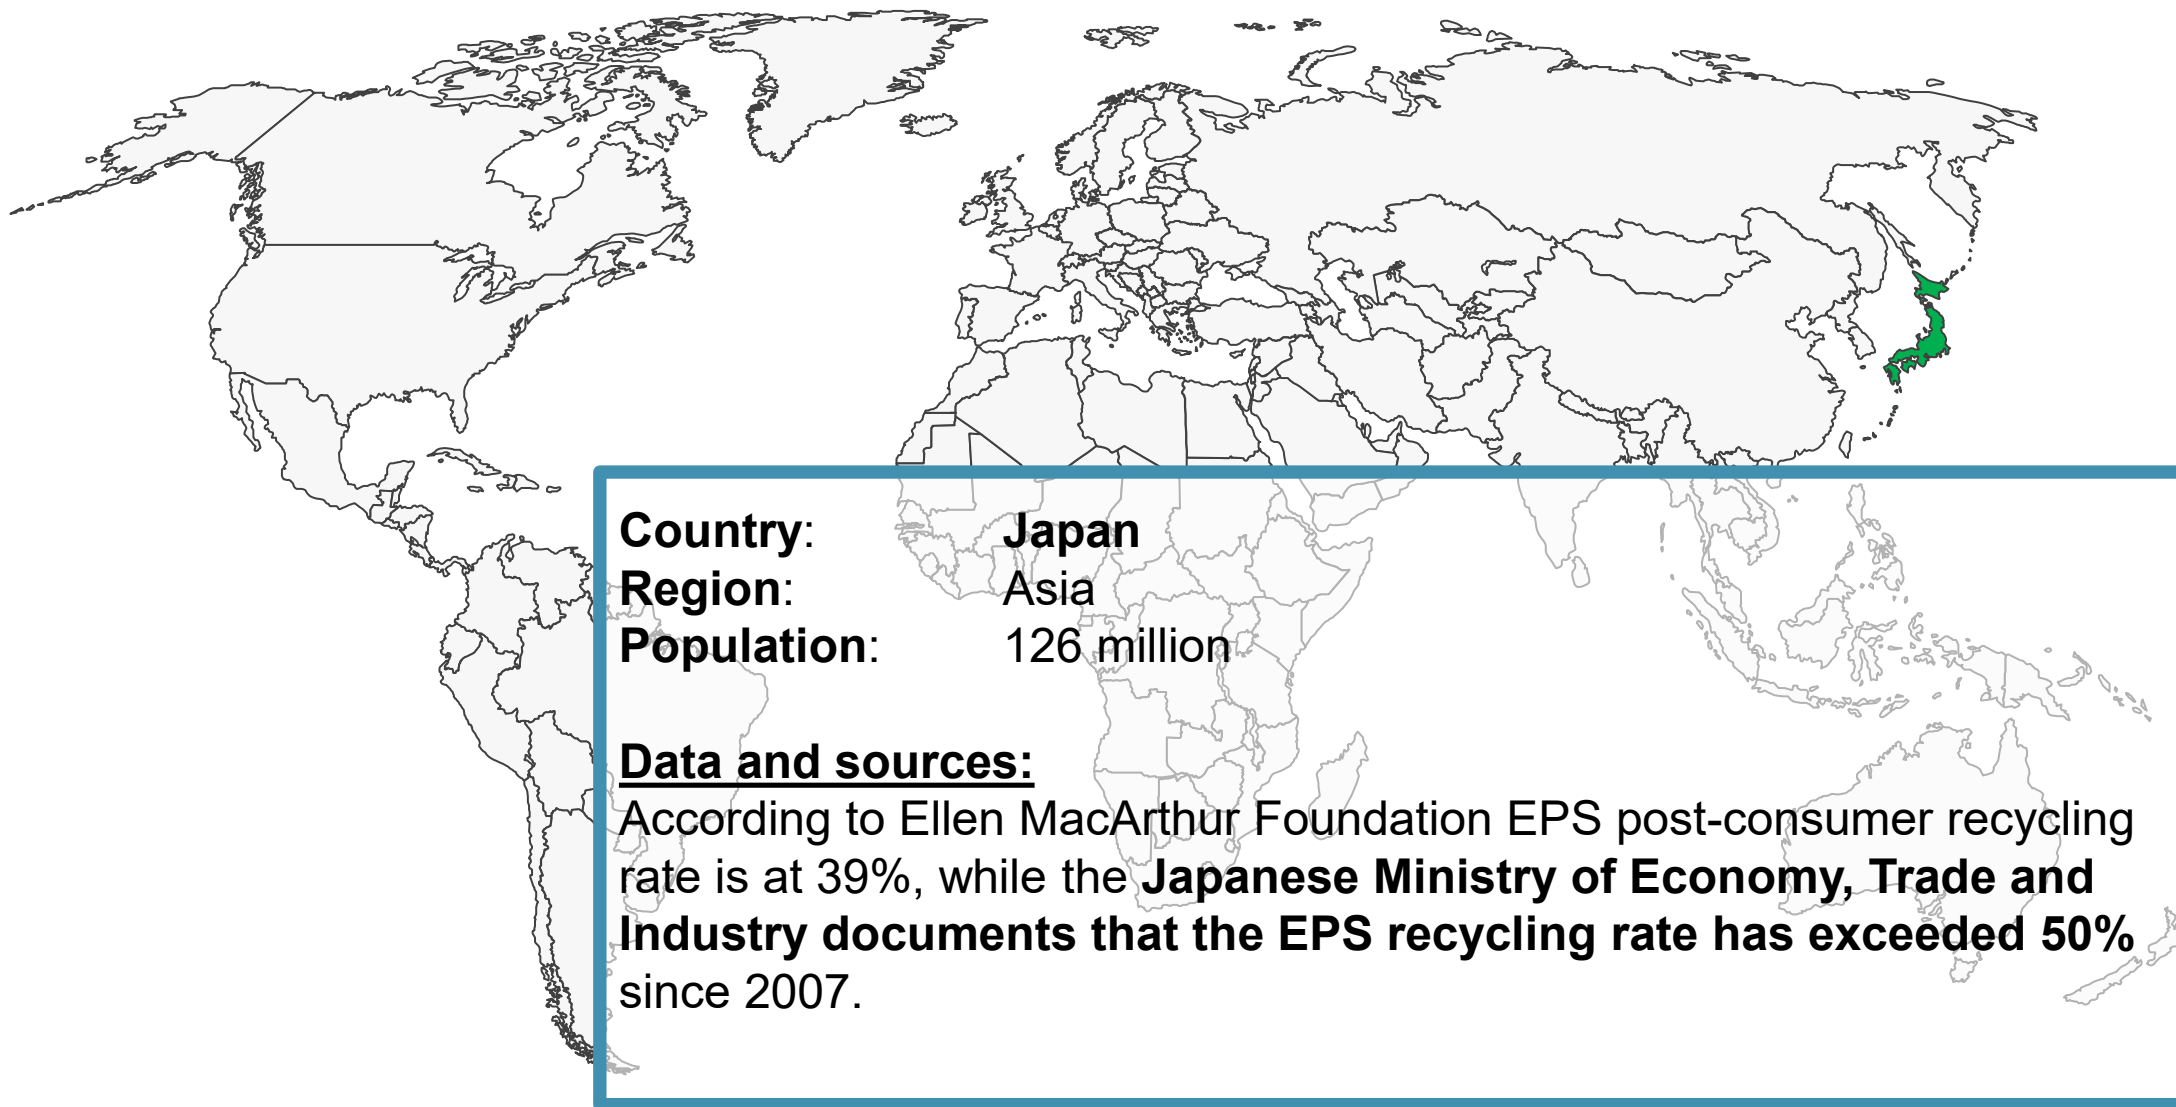 Country: Japan
Region: Asia
Population: 126 million
Data and sources:
According to Ellen MacArthur Foundation EPS post-consumer recycling
rate is at 39%, while the Japanese Ministry of Economy, Trade and
Industry documents that the EPS recycling rate has exceeded 50%
since 2007.